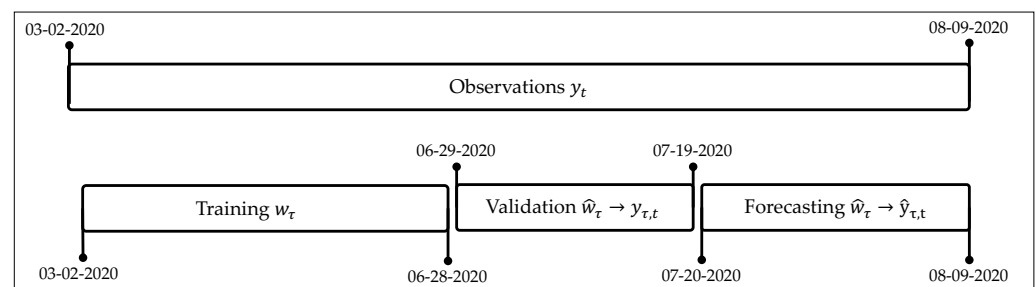 03-02-2020 08-09-2020
Observations yₜ
06-29-2020 07-19-2020
Training w_τ Validation ŵ_τ → y_τ,t Forecasting ŵ_τ → ŷ_τ,t
03-02-2020 06-28-2020 07-20-2020 08-09-2020